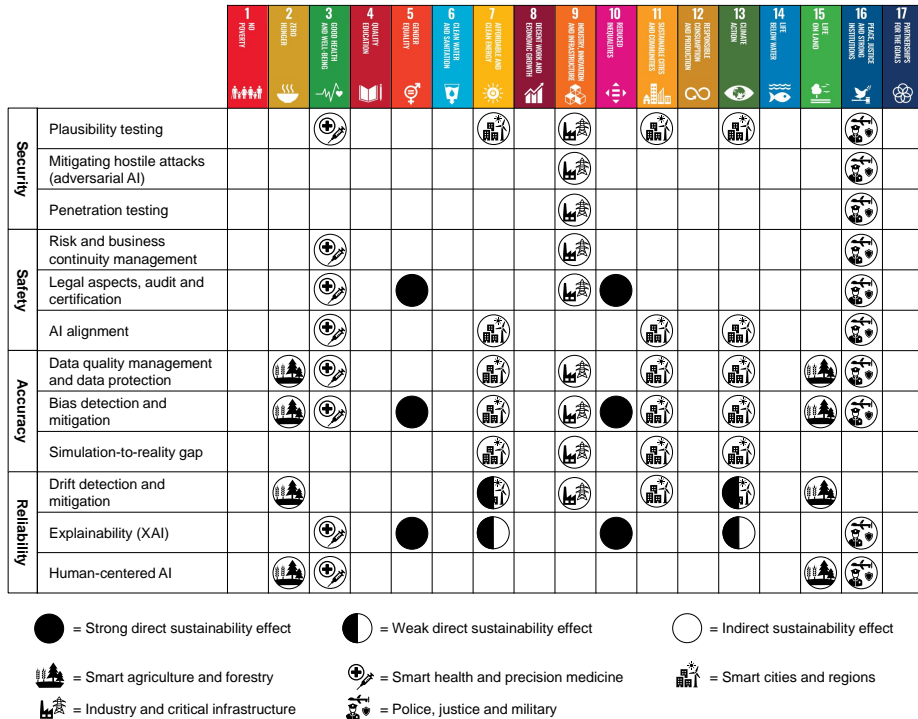 1
NO
POVERTY
2
ZERO
HUNGER
3
GOOD HEALTH
AND WELL-BEING
4
QUALITY
EDUCATION
5
GENDER
EQUALITY
6
CLEAN WATER
AND SANITATION
7
AFFORDABLE AND
CLEAN ENERGY
8
DECENT WORK AND
ECONOMIC GROWTH
9
INDUSTRY, INNOVATION
AND INFRASTRUCTURE
10
REDUCED
INEQUALITIES
11
SUSTAINABLE CITIES
AND COMMUNITIES
12
RESPONSIBLE
CONSUMPTION
AND PRODUCTION
13
CLIMATE
ACTION
14
LIFE
BELOW WATER
15
LIFE
ON LAND
16
PEACE, JUSTICE
AND STRONG
INSTITUTIONS
17
PARTNERSHIPS
FOR THE GOALS
Security
Plausibility testing
Mitigating hostile attacks
(adversarial AI)
Penetration testing
Safety
Risk and business
continuity management
Legal aspects, audit and
certification
AI alignment
Accuracy
Data quality management
and data protection
Bias detection and
mitigation
Simulation-to-reality gap
Reliability
Drift detection and
mitigation
Explainability (XAI)
Human-centered AI
= Strong direct sustainability effect
= Weak direct sustainability effect
= Indirect sustainability effect
= Smart agriculture and forestry
= Smart health and precision medicine
= Smart cities and regions
= Industry and critical infrastructure
= Police, justice and military